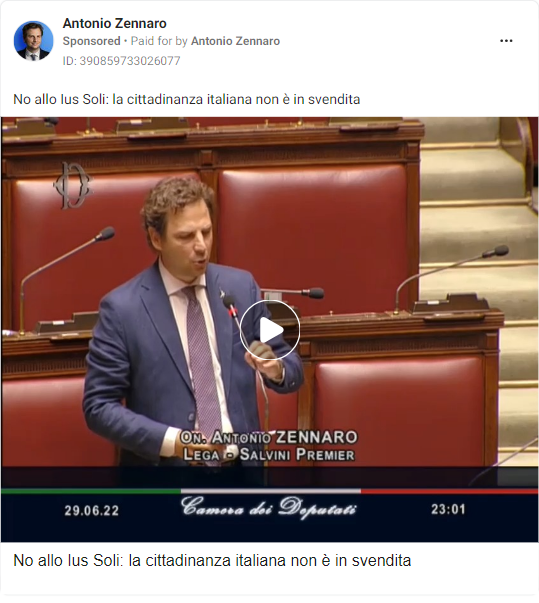 Antonio Zennaro
Sponsored • Paid for by Antonio Zennaro
ID: 390859733026077
No allo Ius Soli: la cittadinanza italiana non è in svendita
On. Antonio ZENNARO
Lega - Salvini Premier
29.06.22 Camera dei Deputati 23:01
No allo Ius Soli: la cittadinanza italiana non è in svendita